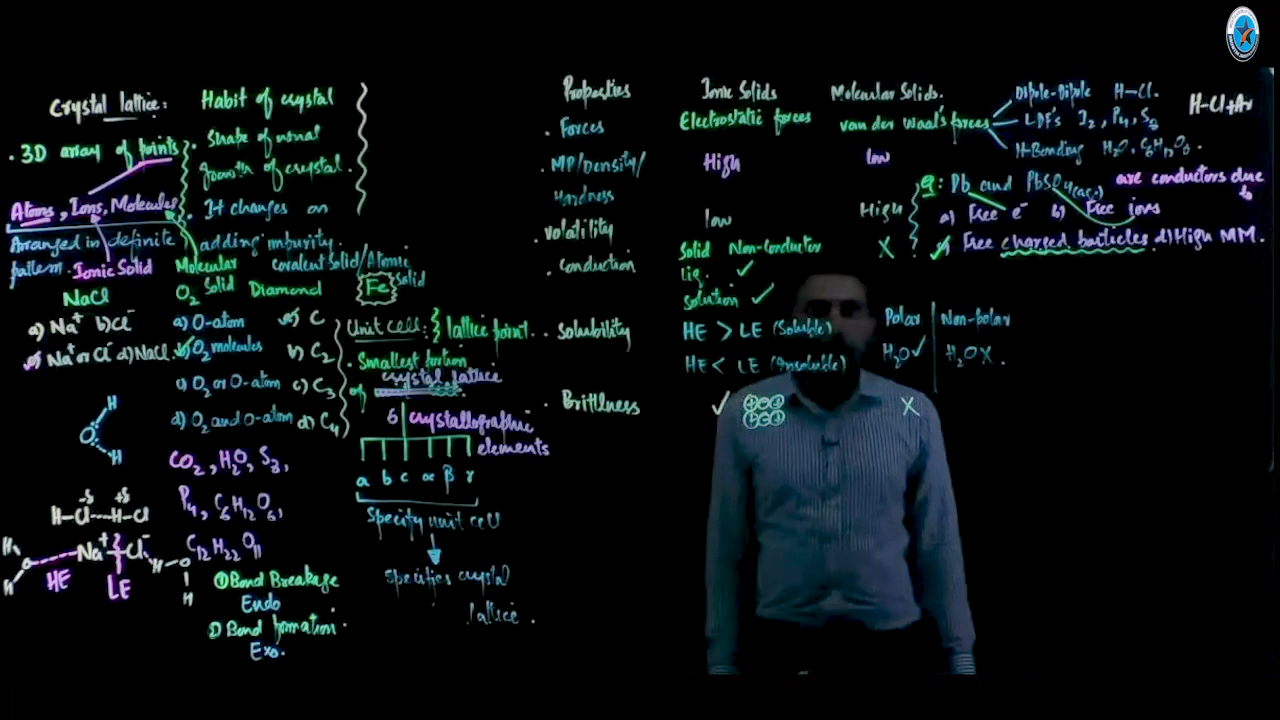 Crystal lattice:
. 3D array of points
Atoms, Ions, Molecules
Arranged in definite
pattern. Ionic Solid
NaCl
a) Na⁺ b) Cl⁻
c) Na⁺ or Cl⁻ d) NaCl.
Habit of crystal
. Shape of usual
growth of crystal.
. It changes on
adding impurity.
Molecular
Solid
O₂
a) O-atom
b) O₂ molecules
c) O₂ or O-atom
d) O₂ and O-atom
covalent Solid/Atomic
Solid
Diamond
Fe
a) C
b) C₂
c) C₃
d) C₄
CO₂, H₂O, S₈,
P₄, C₆H₁₂O₆,
C₁₂H₂₂O₁₁
① Bond Breakage
Endo
② Bond formation.
Exo.
H
O
H
-δ +δ
H-Cl---H-Cl
H
O
H
Na⁺ Cl⁻
H-O
H
HE
LE
Unit cell: } lattice point.
. Smallest portion
of crystal lattice
6 crystallographic
elements
a b c α β γ
Specify unit cell
Specifies crystal
lattice.
Properties
. Forces
. MP/Density/
Hardness
. volatility
. conduction
. Solubility
. Brittlness
Ionic Solids
Electrostatic forces
High
low
Solid Non-Conductor
Liq. ✓
Solution ✓
HE > LE (Soluble)
HE < LE (Insoluble)
✓
Molecular Solids.
van der Waal's forces
low
High
X
Polar
H₂O ✓
Non-polar
H₂O X.
X
Dipole-Dipole H-Cl.
LDF's I₂, P₄, S₈
H-Bonding H₂O, C₆H₁₂O₆.
H-Cl + Ar
Q: Pb and PbSO₄(aq.) are conductors due
to
a) Free e⁻ b) Free ions
c) Free charged particles d) High MM.